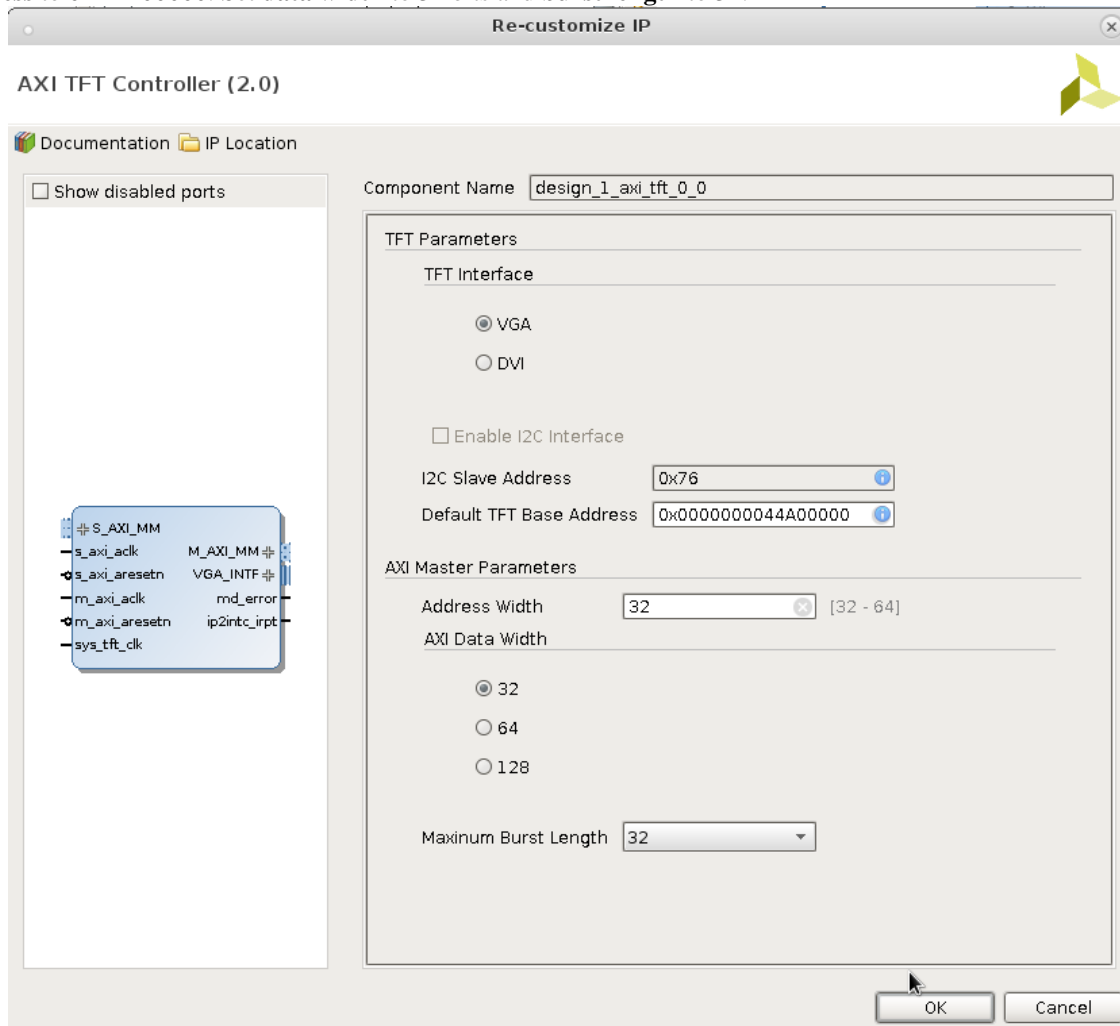 Re-customize IP
AXI TFT Controller (2.0)
Documentation IP Location
Show disabled ports
Component Name design_1_axi_tft_0_0
TFT Parameters
TFT Interface
VGA
DVI
Enable I2C Interface
I2C Slave Address 0x76
Default TFT Base Address 0x0000000044A00000
AXI Master Parameters
Address Width 32 [32 - 64]
AXI Data Width
32
64
128
Maxinum Burst Length 32
S_AXI_MM
s_axi_aclk M_AXI_MM
s_axi_aresetn VGA_INTF
m_axi_aclk md_error
m_axi_aresetn ip2intc_irpt
sys_tft_clk
OK Cancel